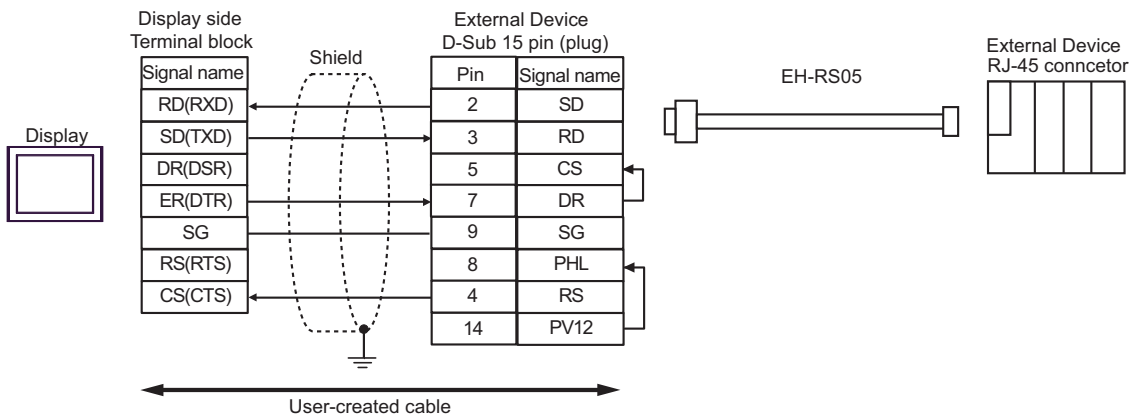 Display side
Terminal block
External Device
D-Sub 15 pin (plug)
Shield
EH-RS05
External Device
RJ-45 conncetor
Display
Signal name
Pin
Signal name
RD(RXD)
2
SD
SD(TXD)
3
RD
DR(DSR)
5
CS
ER(DTR)
7
DR
SG
9
SG
RS(RTS)
8
PHL
CS(CTS)
4
RS
14
PV12
User-created cable